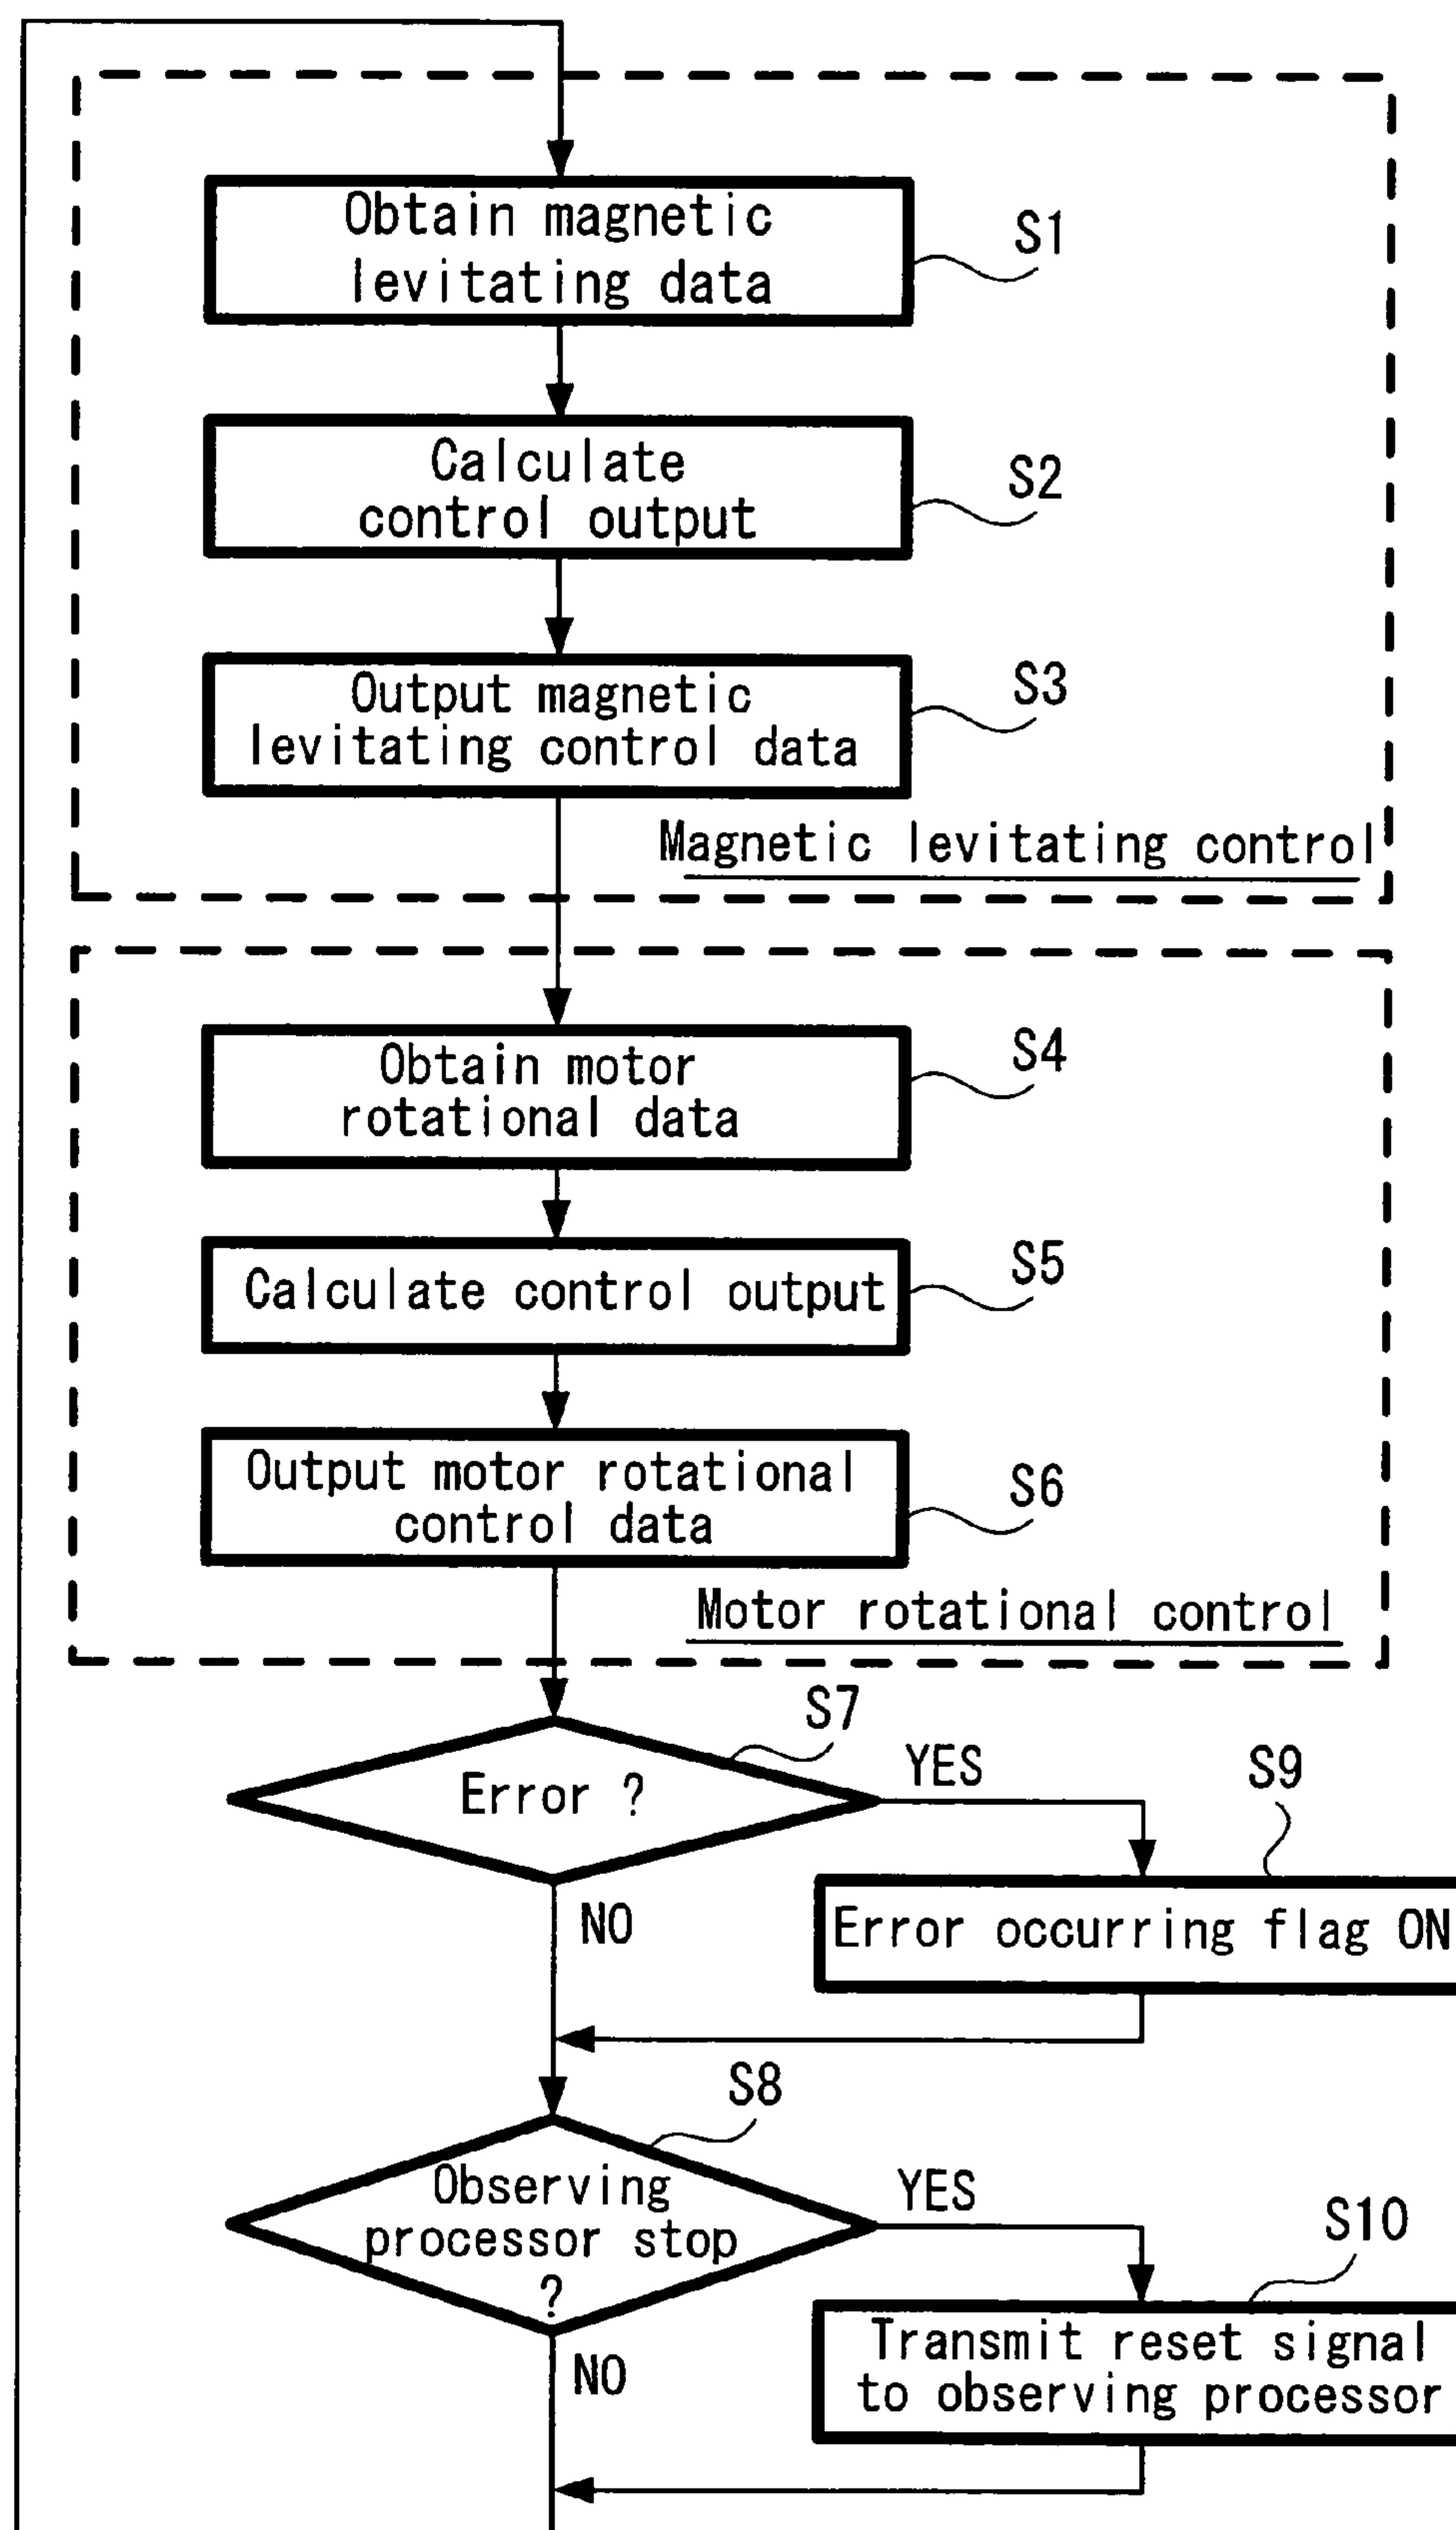 Obtain magnetic
levitating data
S1
Calculate
control output
S2
Output magnetic
levitating control data
S3
Magnetic levitating control
Obtain motor
rotational data
S4
Calculate control output
S5
Output motor rotational
control data
S6
Motor rotational control
S7
Error ?
YES
S9
NO
Error occurring flag ON
S8
Observing
processor stop
?
YES
S10
NO
Transmit reset signal
to observing processor